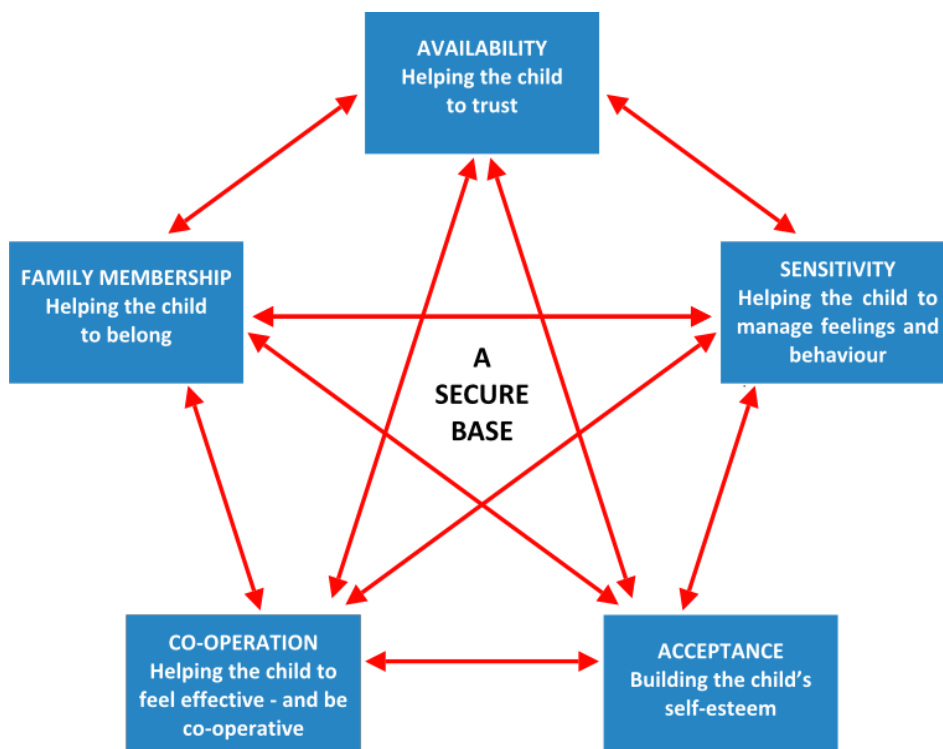 AVAILABILITY
Helping the child
to trust
FAMILY MEMBERSHIP
Helping the child
to belong
SENSITIVITY
Helping the child to
manage feelings and
behaviour
A
SECURE
BASE
CO-OPERATION
Helping the child to
feel effective - and be
co-operative
ACCEPTANCE
Building the child’s
self-esteem